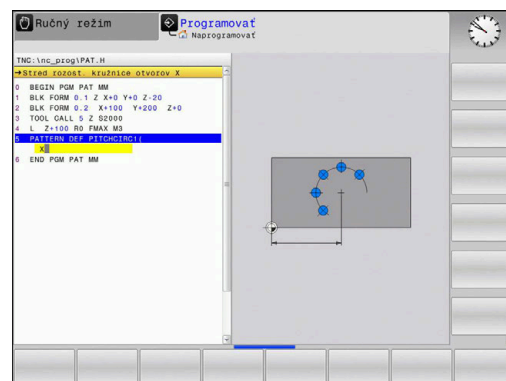 Ručný režim
Programovať
Naprogramovať
TNC:\nc_prog\PAT.H
→Stred rozost. kružnice otvorov X
0 BEGIN PGM PAT MM
1 BLK FORM 0.1 Z X+0 Y+0 Z-20
2 BLK FORM 0.2 X+100 Y+200 Z+0
3 TOOL CALL 5 Z S2000
4 L Z+100 R0 FMAX M3
5 PATTERN DEF PITCHCIRC1(
X
6 END PGM PAT MM